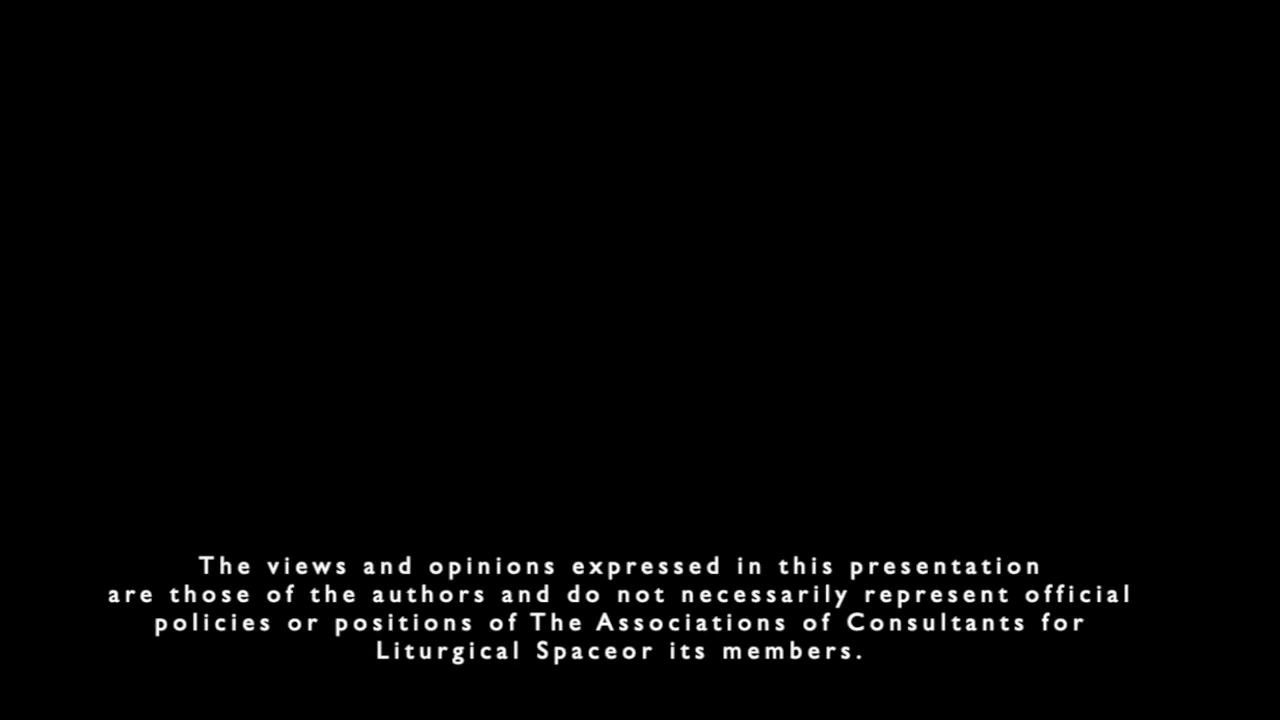 The views and opinions expressed in this presentation
are those of the authors and do not necessarily represent official
policies or positions of The Associations of Consultants for
Liturgical Spaceor its members.